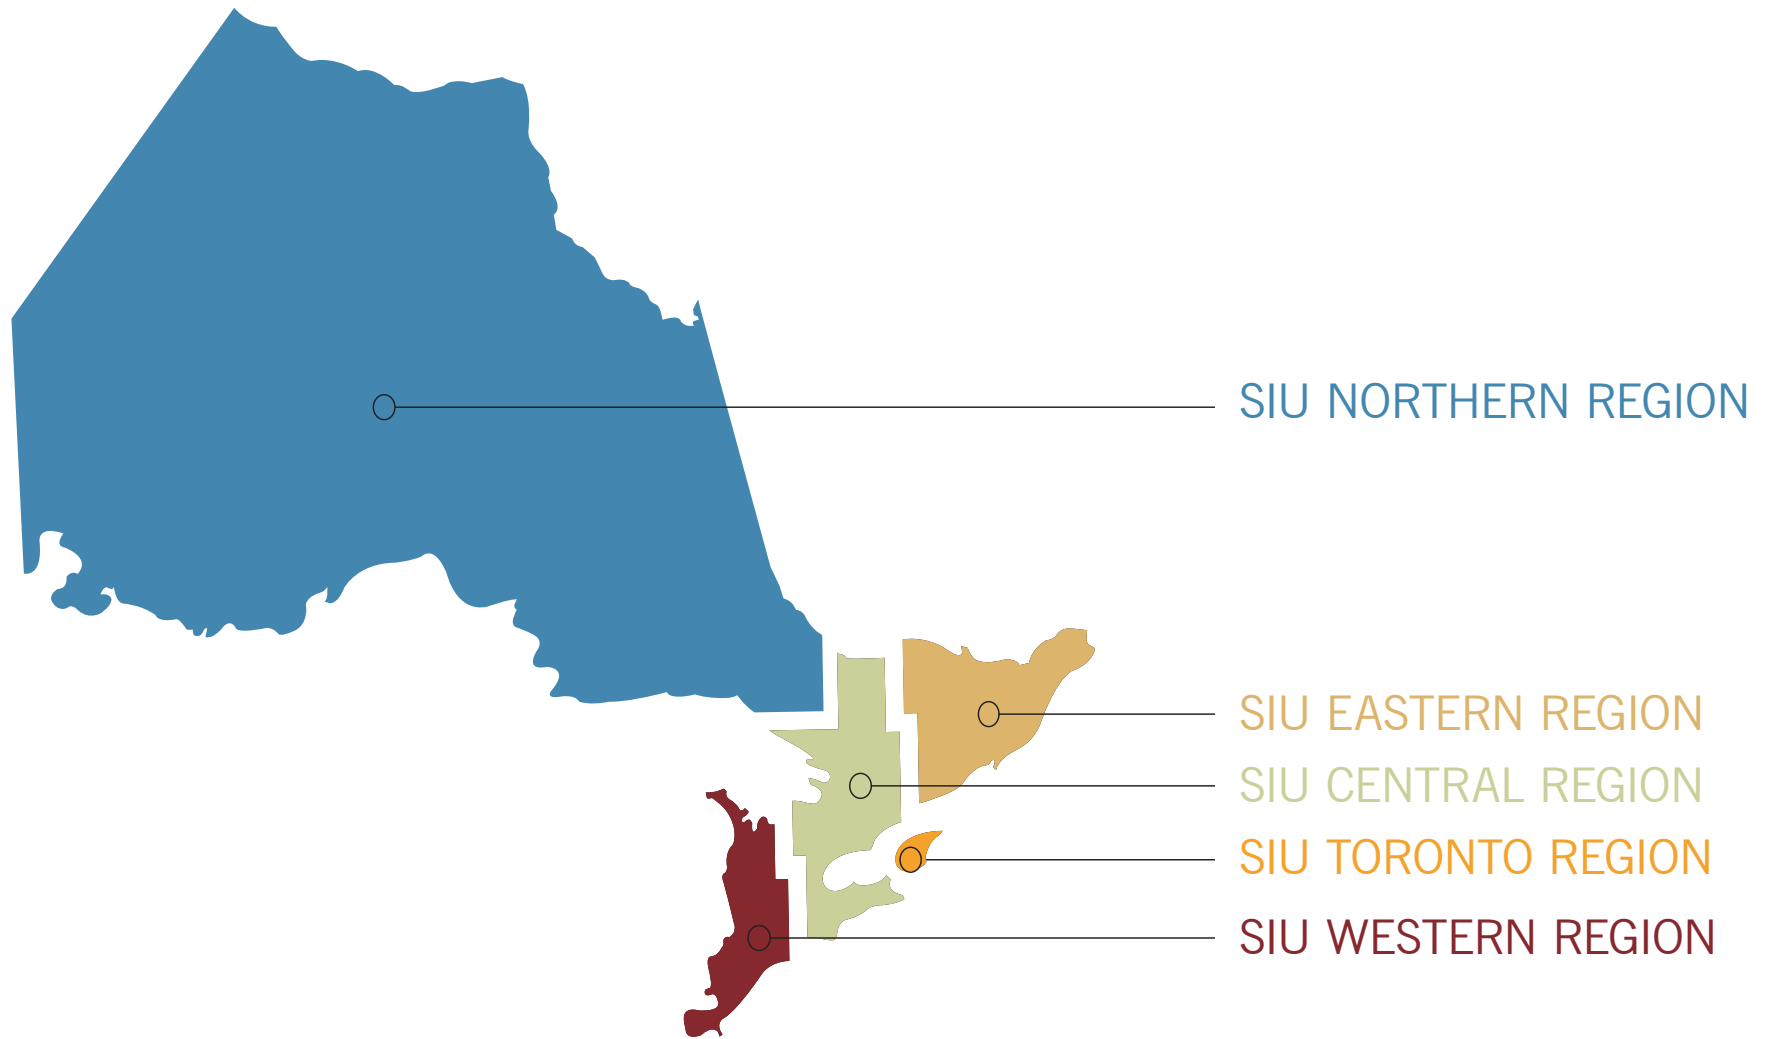 SIU NORTHERN REGION
SIU EASTERN REGION
SIU CENTRAL REGION
SIU TORONTO REGION
SIU WESTERN REGION